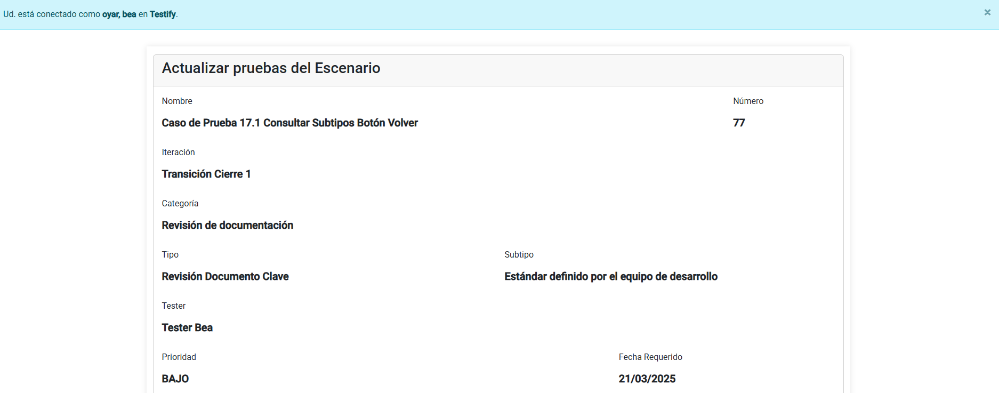 Ud. está conectado como oyar, bea en Testify.
×
Actualizar pruebas del Escenario
Nombre
Número
Caso de Prueba 17.1 Consultar Subtipos Botón Volver
77
Iteración
Transición Cierre 1
Categoría
Revisión de documentación
Tipo
Subtipo
Revisión Documento Clave
Estándar definido por el equipo de desarrollo
Tester
Tester Bea
Prioridad
Fecha Requerido
BAJO
21/03/2025